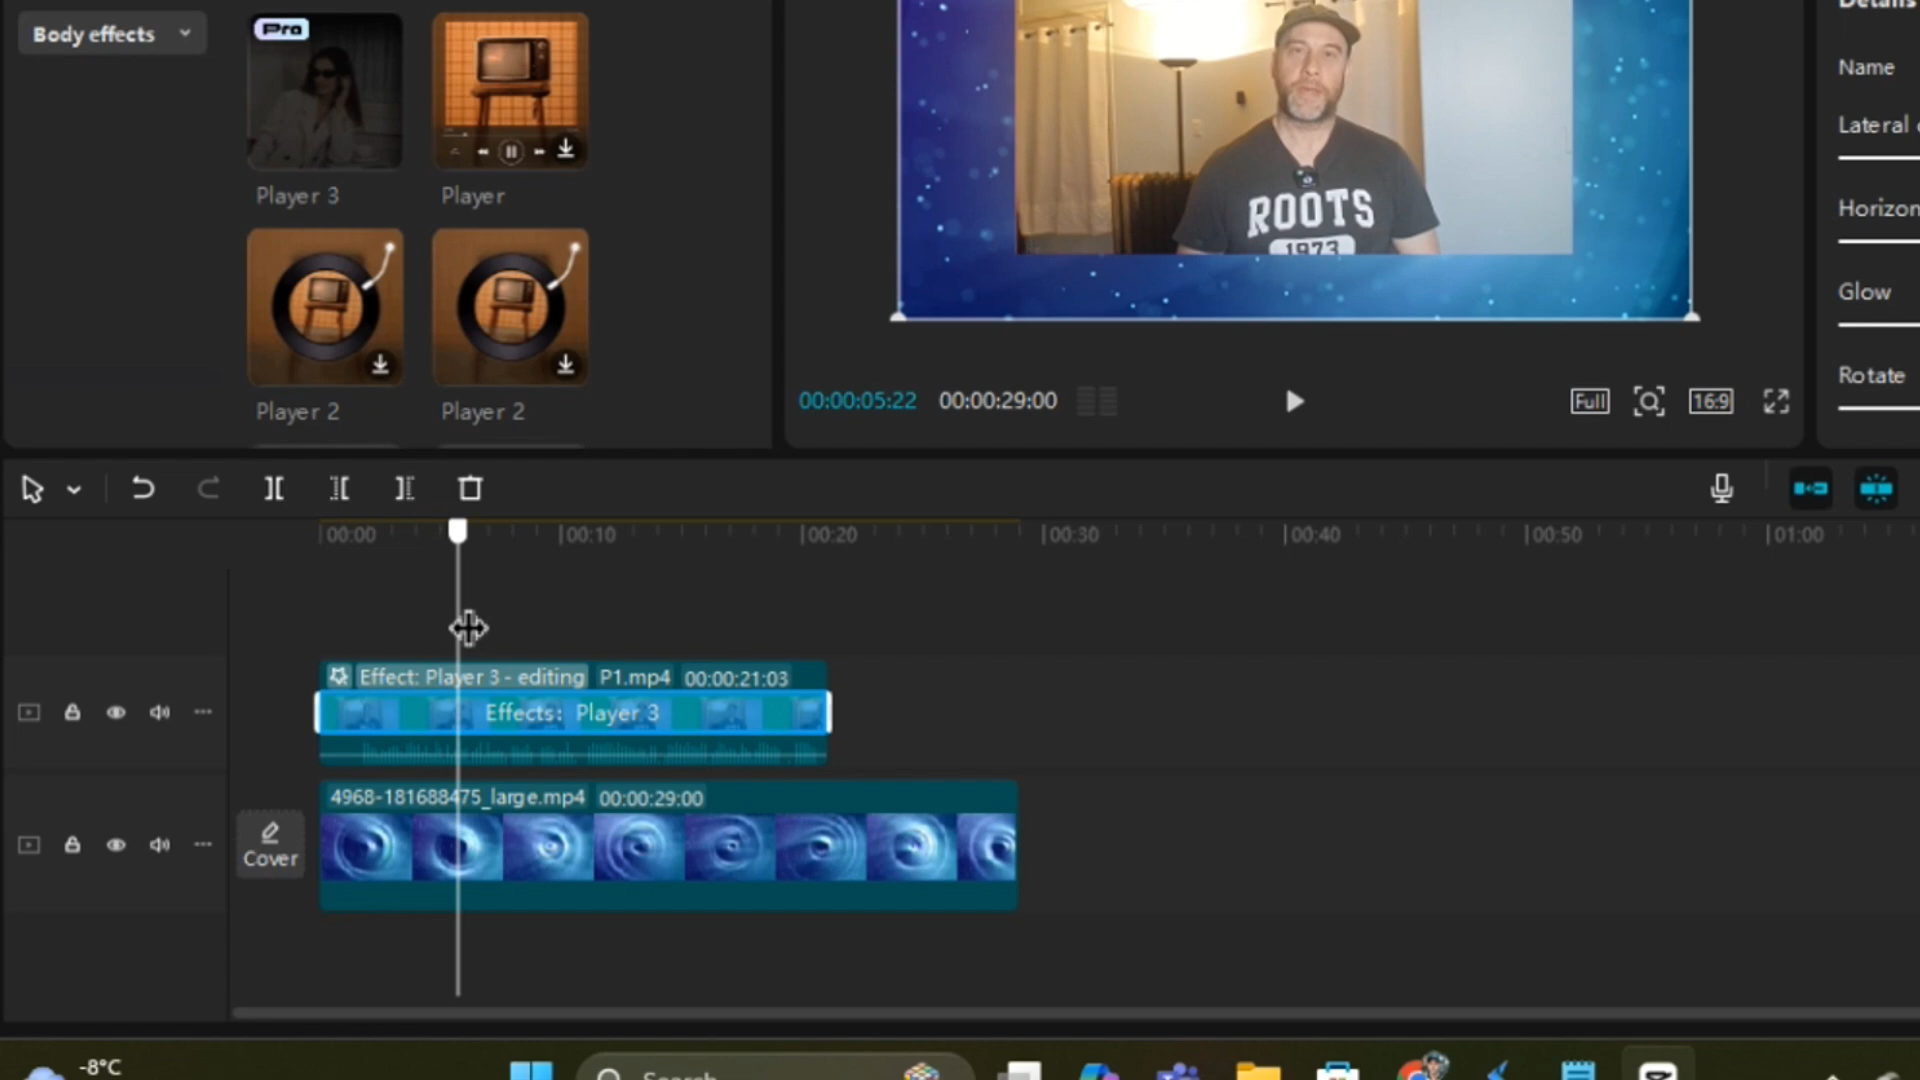 Body effects
Pro
Player 3
Player
Player 2
Player 2
ROOTS
1973
Details
Name
Lateral
Horizon
Glow
Rotate
00:00:05:22
00:00:29:00
Full
16:9
00:00
00:10
00:20
00:30
00:40
00:50
01:00
Effect: Player 3 - editing P1.mp4 00:00:21:03
Effects: Player 3
4968-181688475_large.mp4 00:00:29:00
Cover
-8°C
Search